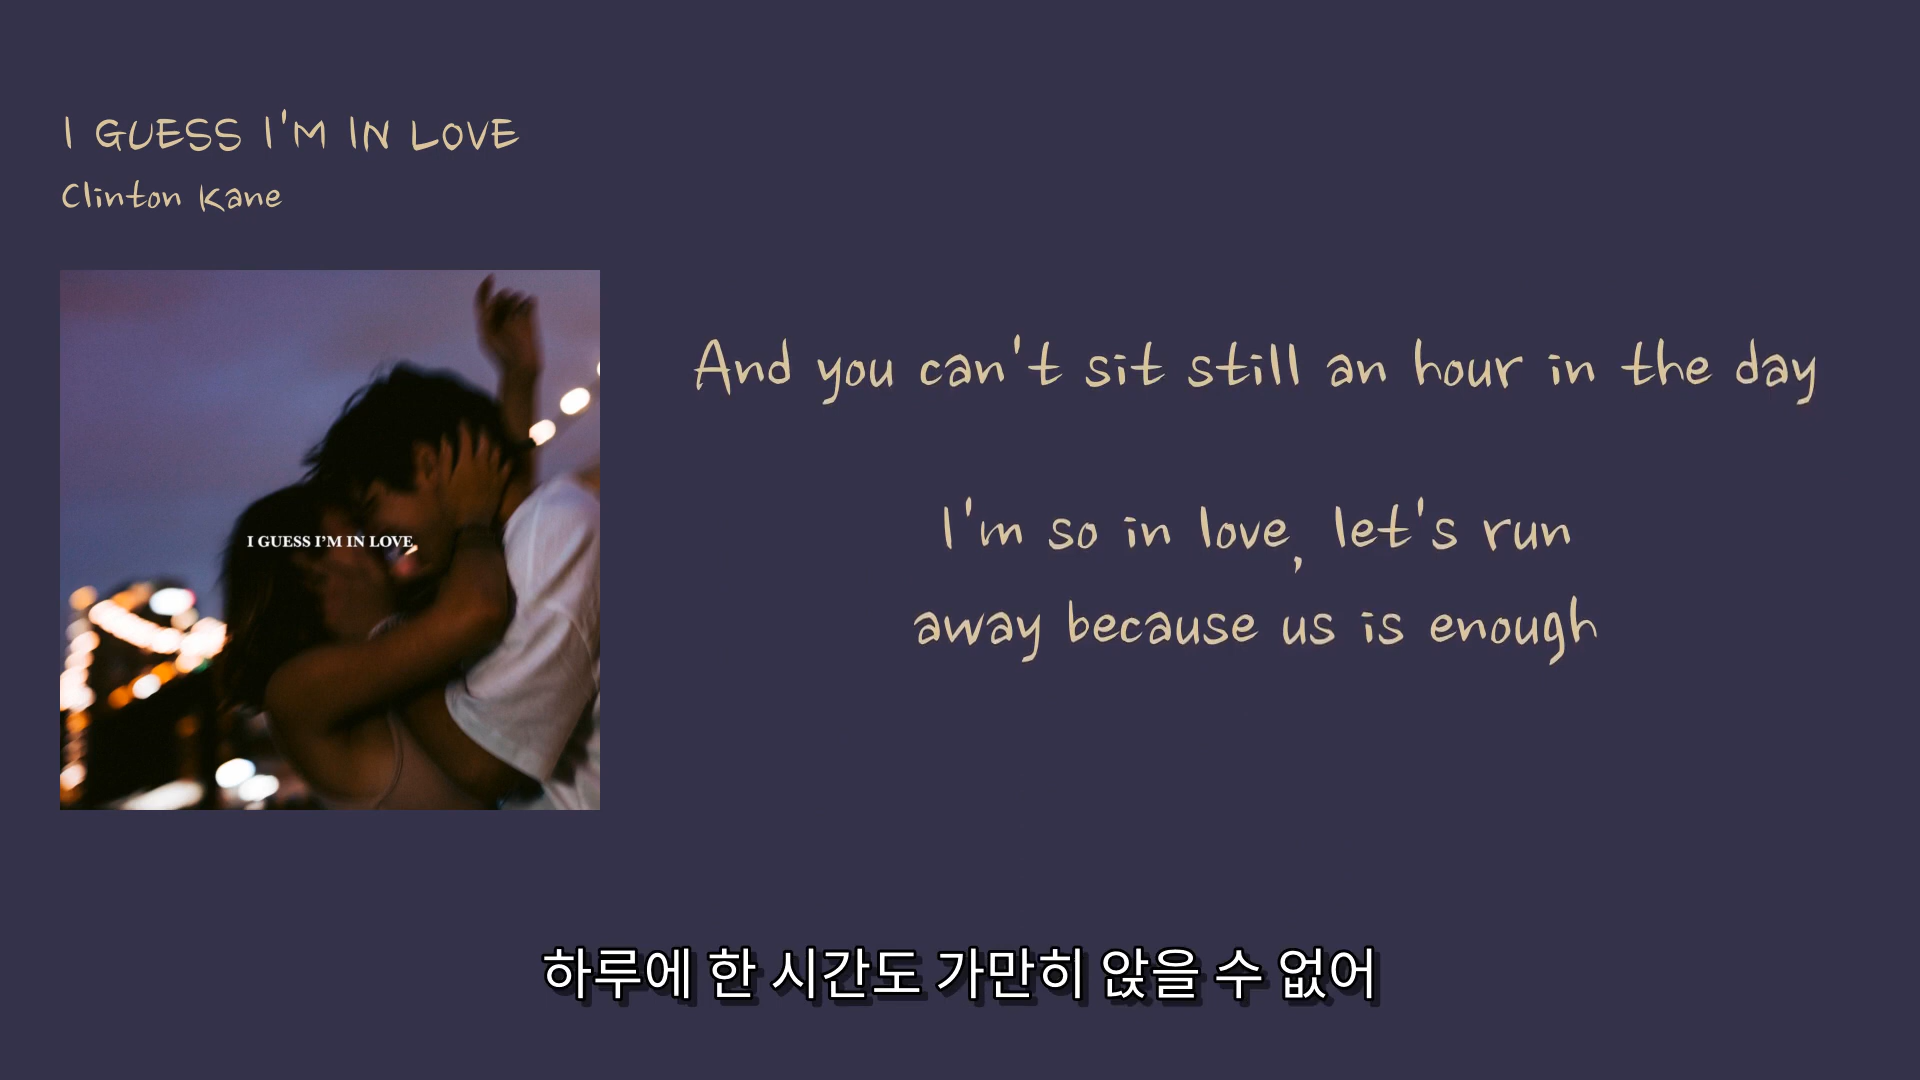 I GUESS I'M IN LOVE
Clinton Kane
I GUESS I'M IN LOVE
And you can't sit still an hour in the day
I'm so in love, let's run
away because us is enough
하루에 한 시간도 가만히 앉을 수 없어